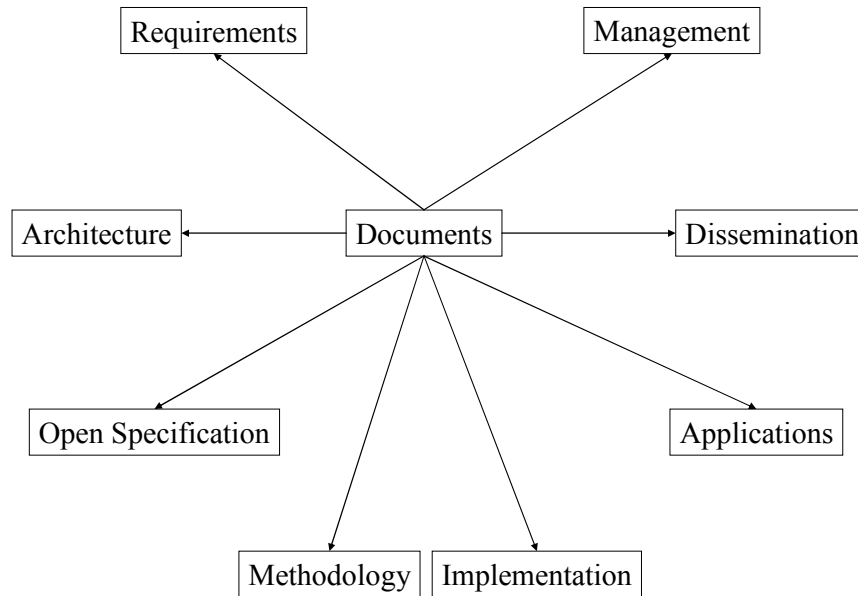 Requirements
Management
Architecture
Documents
Dissemination
Open Specification
Applications
Methodology
Implementation